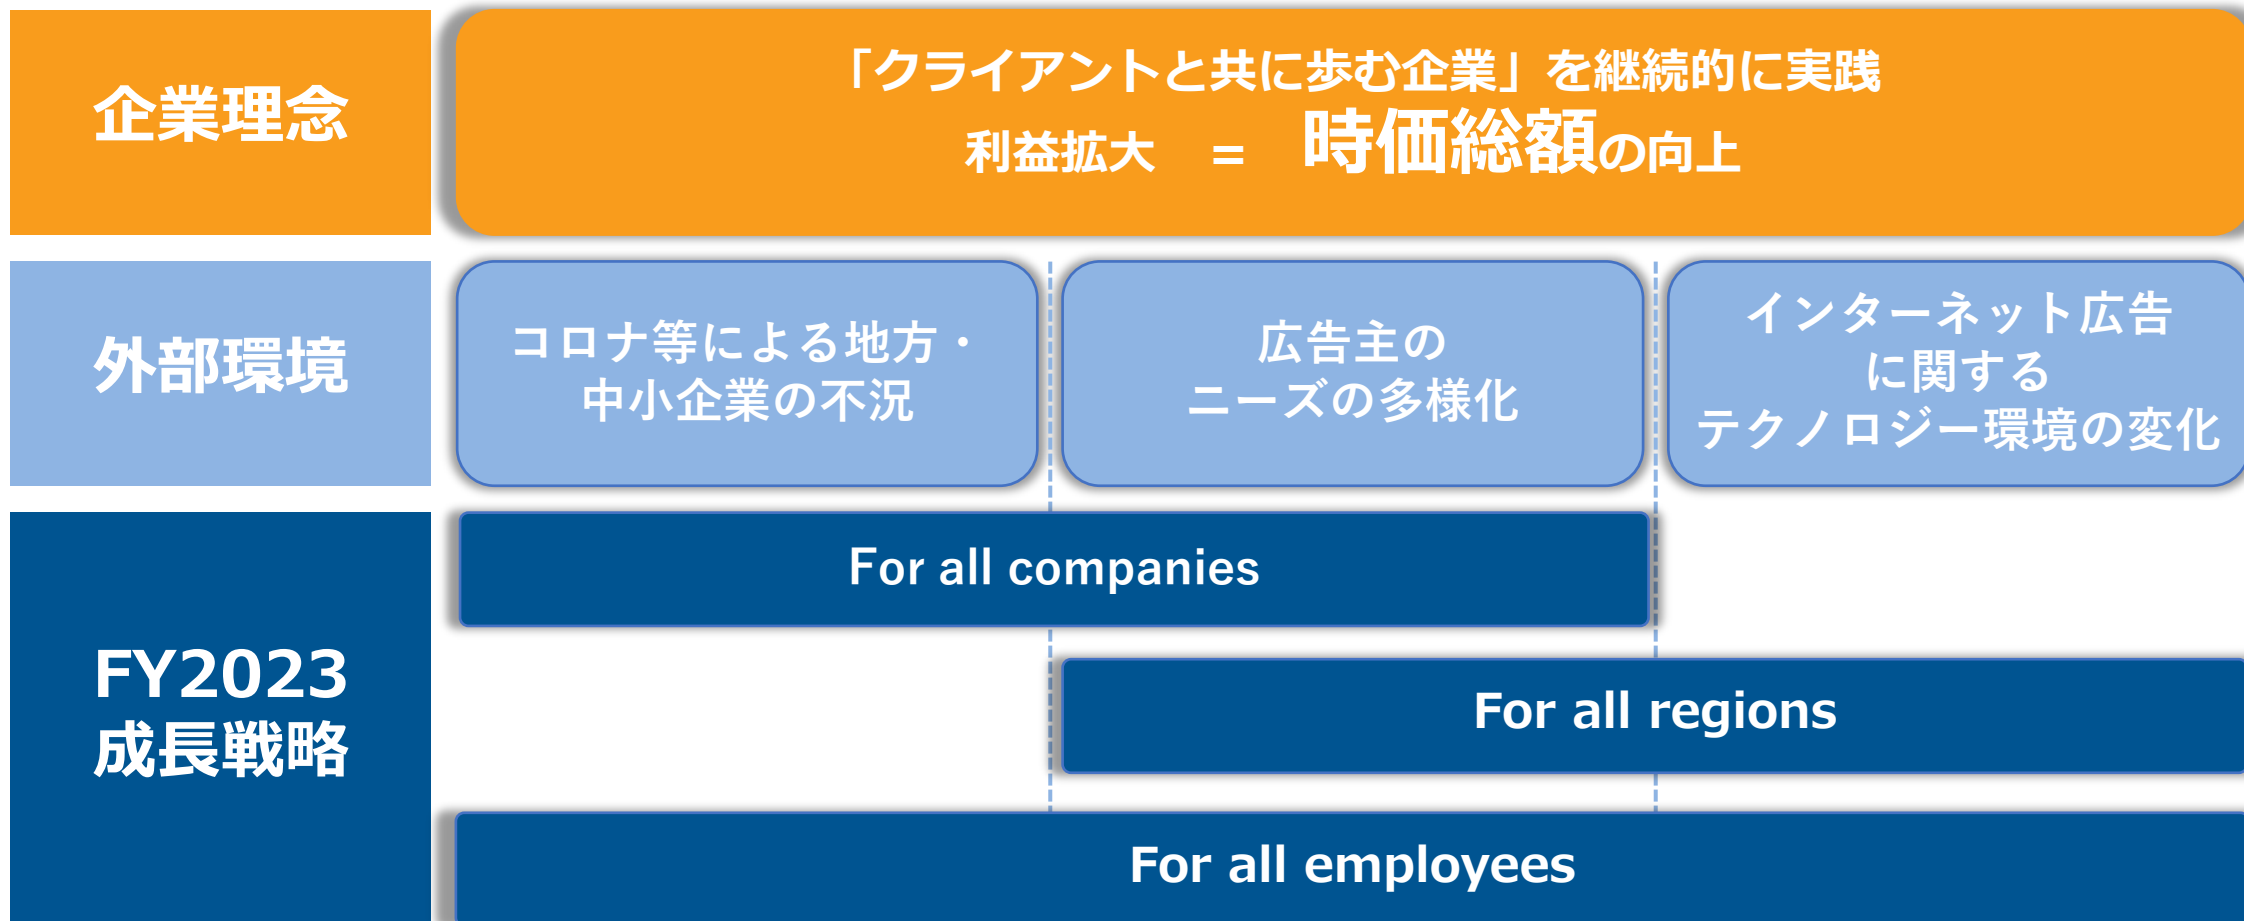 企業理念
「クライアントと共に歩む企業」を継続的に実践
利益拡大 = 時価総額の向上
外部環境
コロナ等による地方・
中小企業の不況
広告主の
ニーズの多様化
インターネット広告
に関する
テクノロジー環境の変化
FY2023
成長戦略
For all companies
For all regions
For all employees